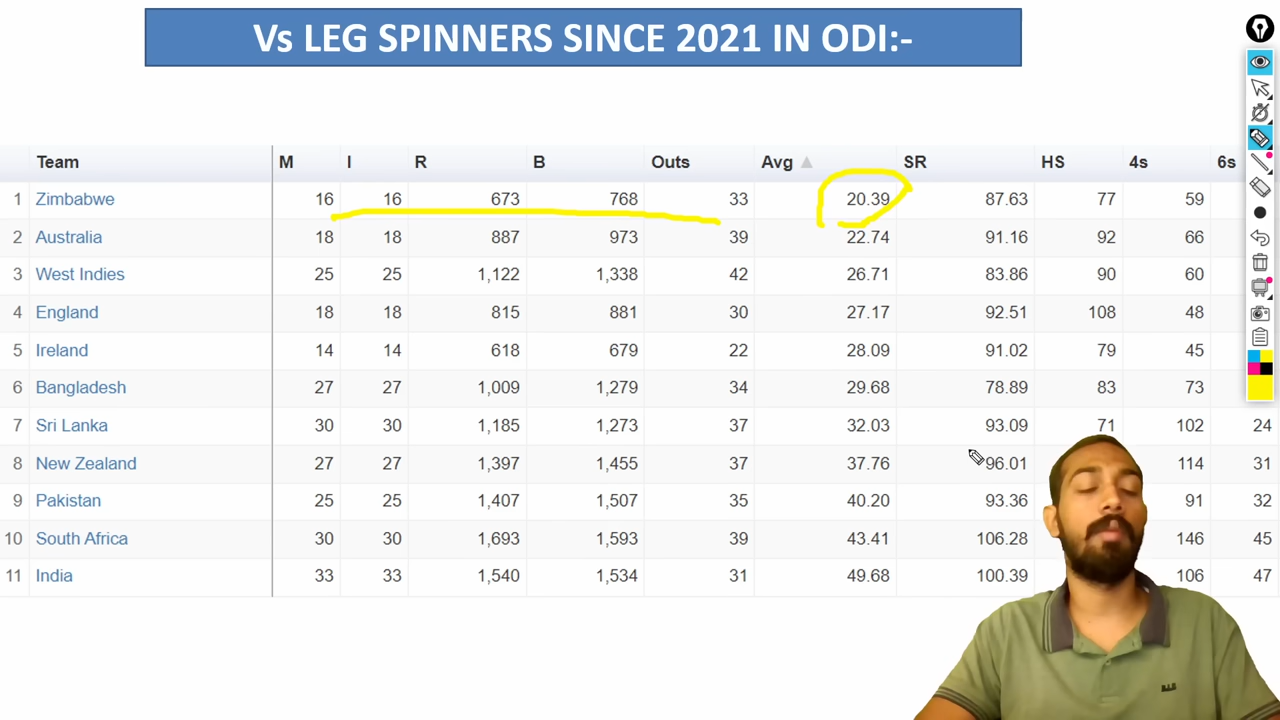 Vs LEG SPINNERS SINCE 2021 IN ODI:-
Team M I R B Outs Avg SR HS 4s 6s
1 Zimbabwe 16 16 673 768 33 20.39 87.63 77 59
2 Australia 18 18 887 973 39 22.74 91.16 92 66
3 West Indies 25 25 1,122 1,338 42 26.71 83.86 90 60
4 England 18 18 815 881 30 27.17 92.51 108 48
5 Ireland 14 14 618 679 22 28.09 91.02 79 45
6 Bangladesh 27 27 1,009 1,279 34 29.68 78.89 83 73
7 Sri Lanka 30 30 1,185 1,273 37 32.03 93.09 71 102 24
8 New Zealand 27 27 1,397 1,455 37 37.76 96.01 114 31
9 Pakistan 25 25 1,407 1,507 35 40.20 93.36 91 32
10 South Africa 30 30 1,693 1,593 39 43.41 106.28 146 45
11 India 33 33 1,540 1,534 31 49.68 100.39 106 47